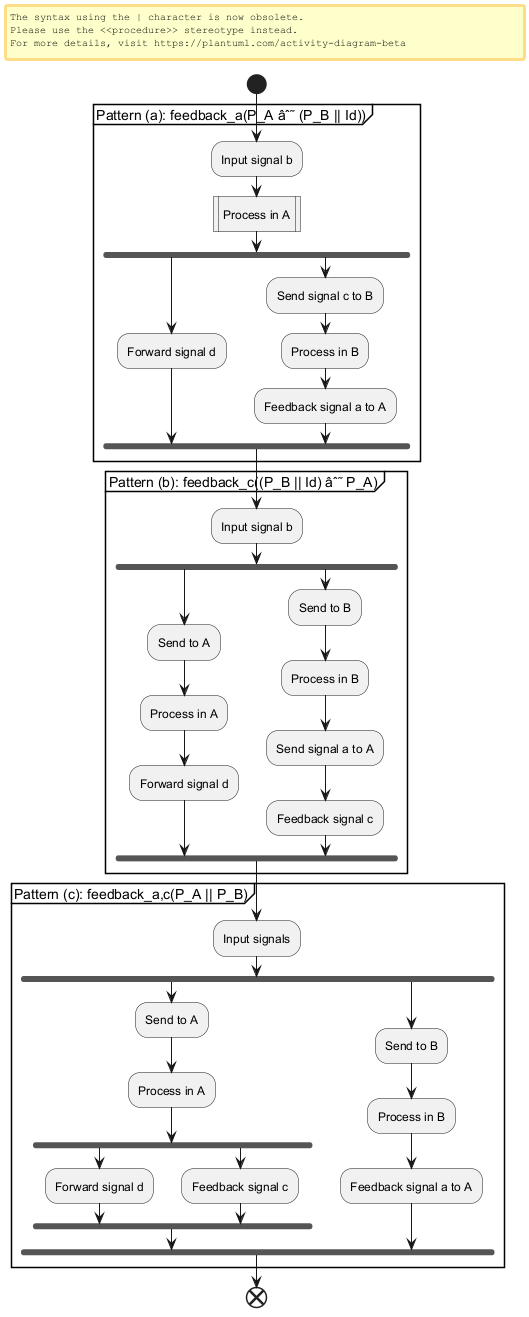 The syntax using the | character is now obsolete.
Please use the <<procedure>> stereotype instead.
For more details, visit https://plantuml.com/activity-diagram-beta
Pattern (a): feedback_a(P_A âˆ˜ (P_B || Id))
Input signal b
Process in A
Send signal c to B
Forward signal d
Process in B
Feedback signal a to A
Pattern (b): feedback_c((P_B || Id) âˆ˜ P_A)
Input signal b
Send to B
Send to A
Process in B
Process in A
Send signal a to A
Forward signal d
Feedback signal c
Pattern (c): feedback_a,c(P_A || P_B)
Input signals
Send to A
Send to B
Process in A
Process in B
Forward signal d
Feedback signal c
Feedback signal a to A